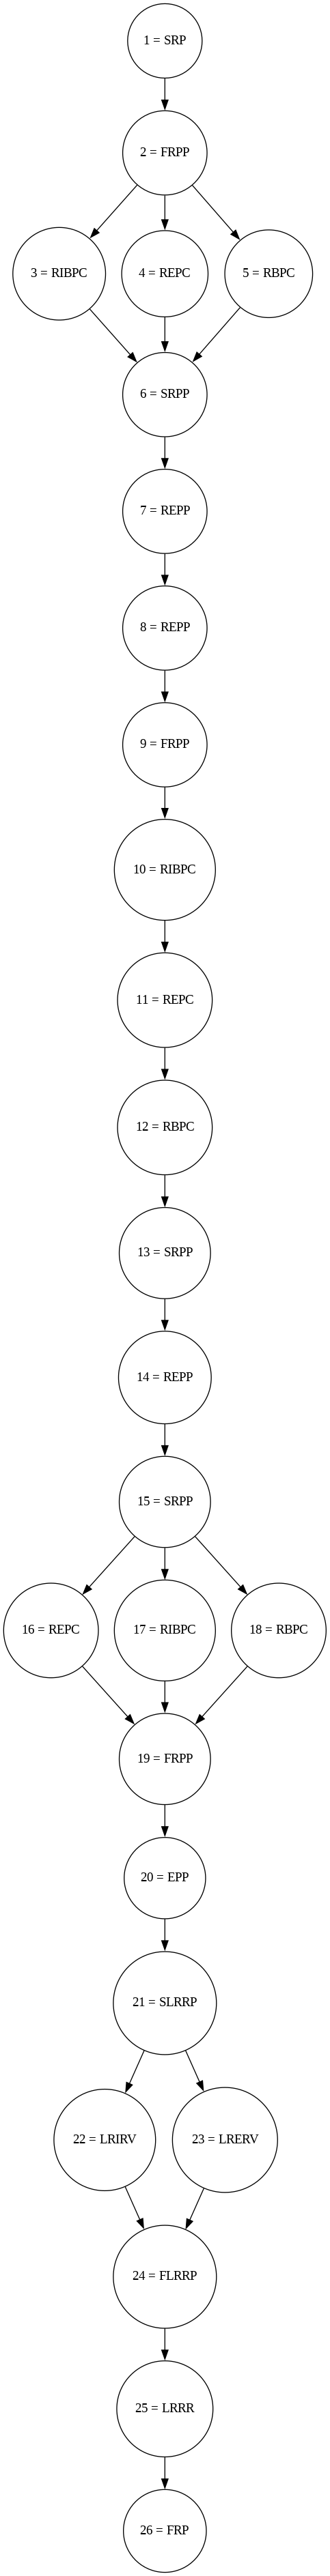 1 = SRP
2 = FRPP
3 = RIBPC
4 = REPC
5 = RBPC
6 = SRPP
7 = REPP
8 = REPP
9 = FRPP
10 = RIBPC
11 = REPC
12 = RBPC
13 = SRPP
14 = REPP
15 = SRPP
16 = REPC
17 = RIBPC
18 = RBPC
19 = FRPP
20 = EPP
21 = SLRRP
22 = LRIRV
23 = LRERV
24 = FLRRP
25 = LRRR
26 = FRP